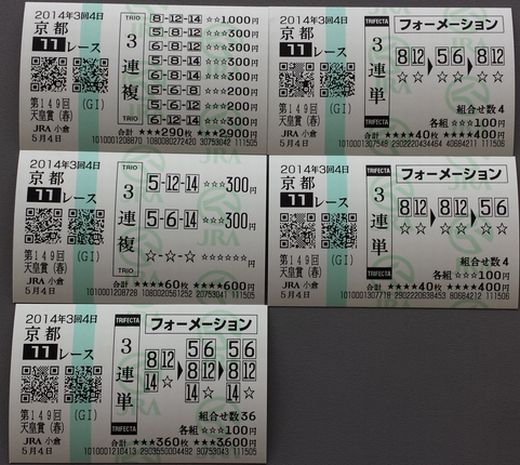 2014年3回4日
京都
11レース
第149回
天皇賞(春)
(GI)
JRA 小倉
5月4日
TRIO
3連複
TRIO
8-12-14 ☆☆1,000円
6-12-14 ☆☆☆300円
6-8-14 ☆☆☆300円
6-8-12 ☆☆☆300円
5-8-14 ☆☆☆300円
5-8-12 ☆☆☆300円
5-6-8 ☆☆☆200円
5-6-12 ☆☆☆200円
合計 ★★★290枚 ★★★2900円
2014年3回4日
京都
11レース
第149回
天皇賞(春)
(GI)
JRA 小倉
5月4日
TRIFECTA
3連単
TRIFECTA
フォーメーション
8 12 ▶ 5 6 ▶ 8 12
☆☆ ☆☆ ☆☆
組合せ数4
各組 ☆☆☆100円
合計 ★★★★40枚 ★★★★400円
2014年3回4日
京都
11レース
第149回
天皇賞(春)
(GI)
JRA 小倉
5月4日
TRIO
3連複
TRIO
5-12-14 ☆☆☆300円
5-6-14 ☆☆☆300円
JRA
合計 ★★★★60枚 ★★★★600円
2014年3回4日
京都
11レース
第149回
天皇賞(春)
(GI)
JRA 小倉
5月4日
TRIFECTA
3連単
TRIFECTA
フォーメーション
8 12 ▶ 8 12 ▶ 5 6
☆☆ ☆☆ ☆☆
組合せ数4
各組 ☆☆☆100円
合計 ★★★★40枚 ★★★★400円
2014年3回4日
京都
11レース
第149回
天皇賞(春)
(GI)
JRA 小倉
5月4日
TRIFECTA
3連単
TRIFECTA
フォーメーション
5 6 5 6
8 12 ▶ 8 12 ▶ 8 12
14 ☆ 14 ☆ 14 ☆
組合せ数36
各組 ☆☆☆100円
合計 ★★★360枚 ★★★3,600円